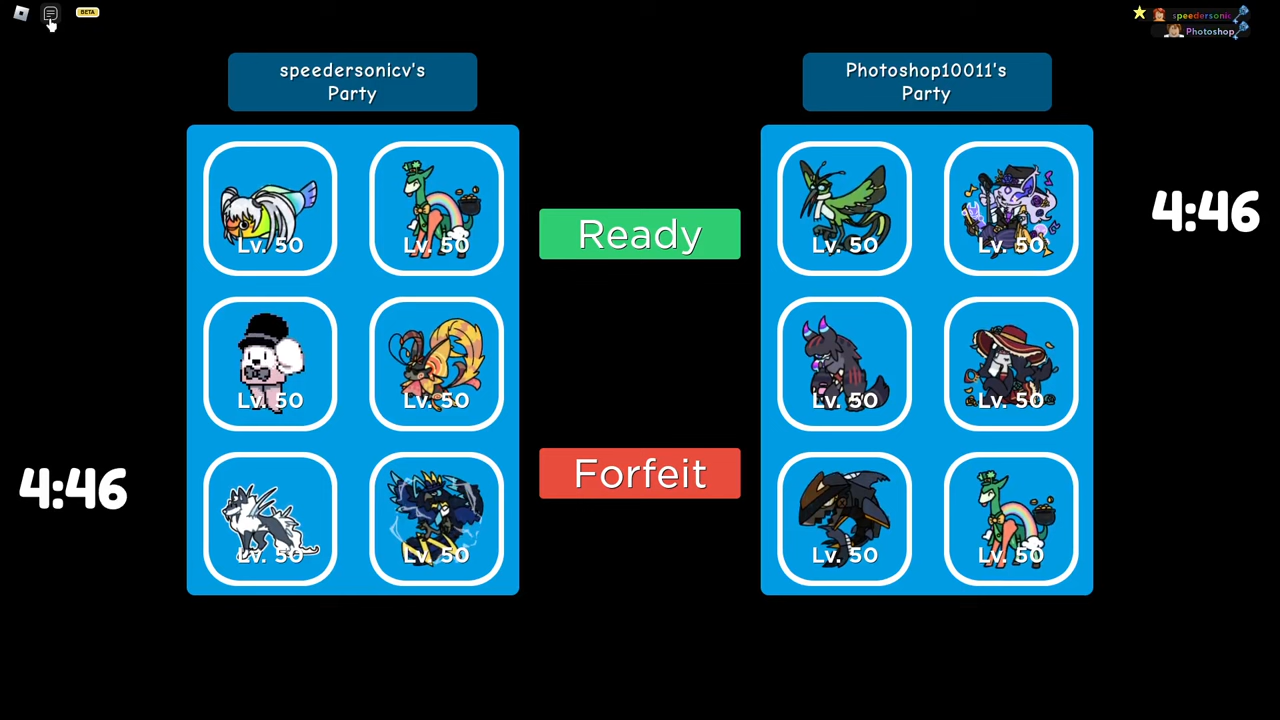 BETA
speedersonic
Photoshop
speedersonicv's
Party
Photoshop10011's
Party
Lv. 50
Lv. 50
Lv. 50
Lv. 50
4:46
Ready
Lv. 50
Lv. 50
Lv. 50
Lv. 50
Forfeit
4:46
Lv. 50
Lv. 50
Lv. 50
Lv. 50